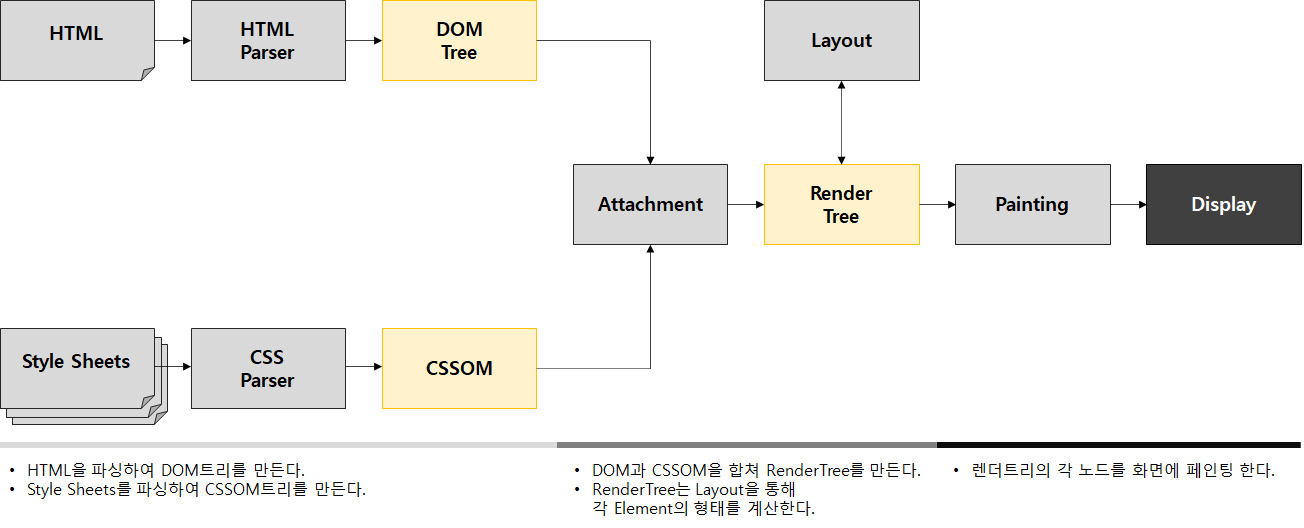 HTML
HTML
Parser
DOM
Tree
Layout
Attachment
Render
Tree
Painting
Display
Style Sheets
CSS
Parser
CSSOM
• HTML을 파싱하여 DOM트리를 만든다.
• Style Sheets를 파싱하여 CSSOM트리를 만든다.
• DOM과 CSSOM을 합쳐 RenderTree를 만든다.
• RenderTree는 Layout을 통해
각 Element의 형태를 계산한다.
• 렌더트리의 각 노드를 화면에 페인팅 한다.